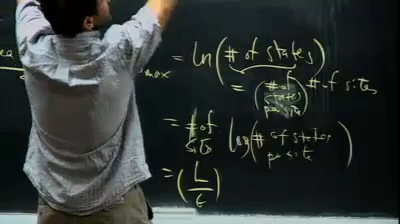 max = ln (# of states)
= (# of states per site) # of sites
= # of sites log (# of states per site)
= (L/ε)